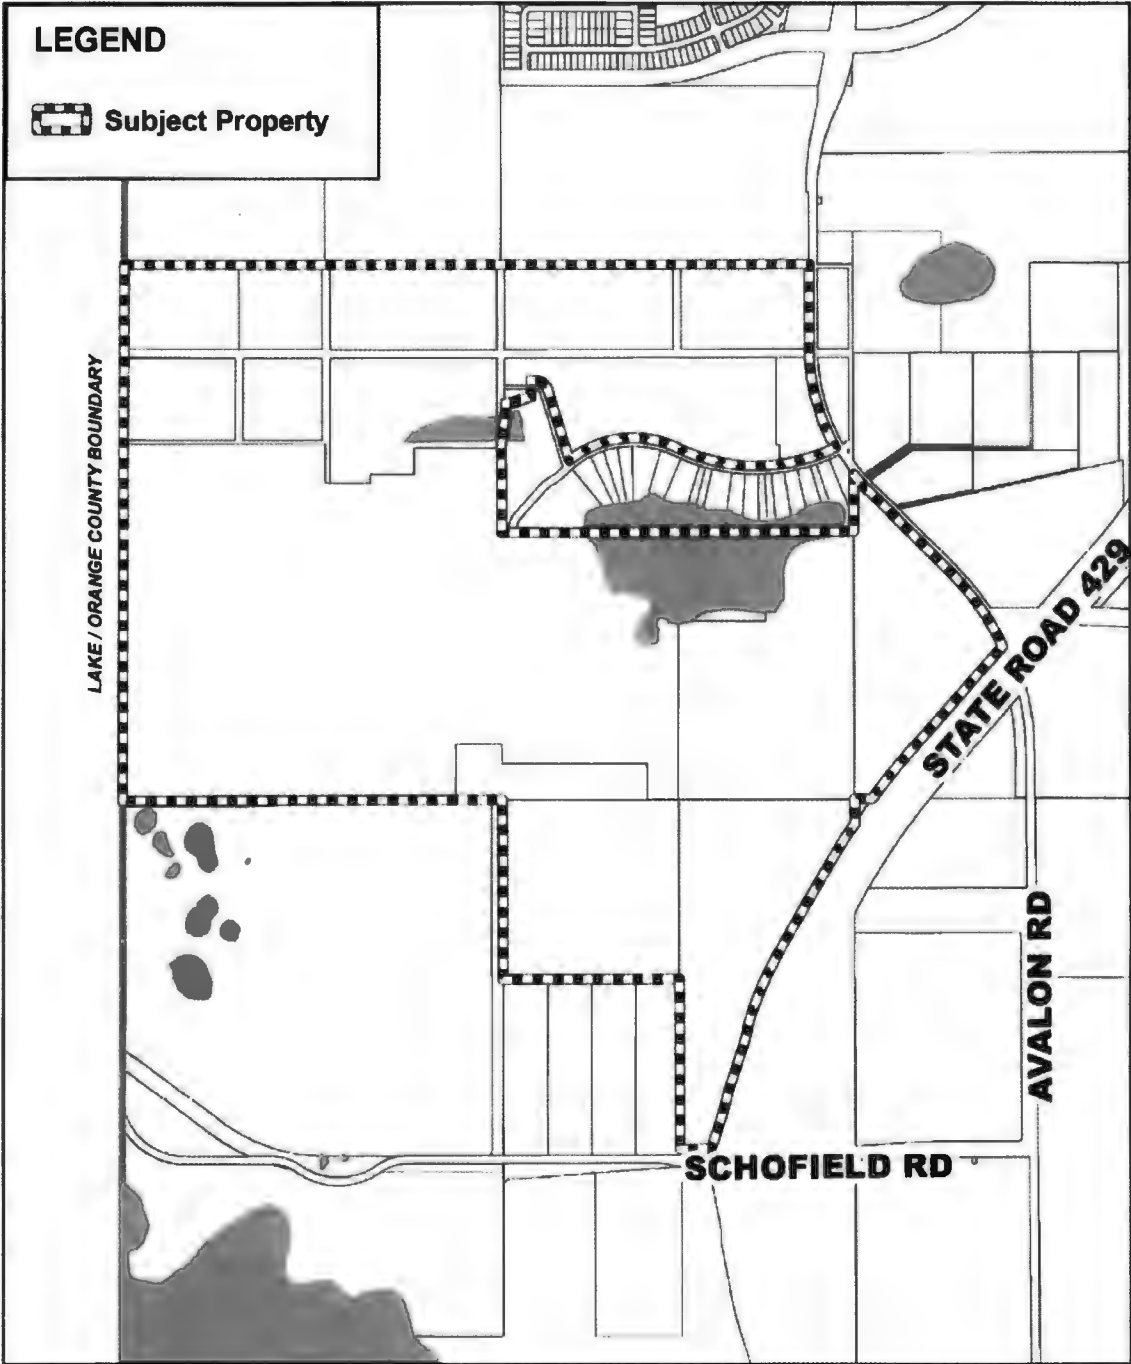 LEGEND
Subject Property
LAKE / ORANGE COUNTY BOUNDARY
STATE ROAD 429
AVALON RD
SCHOFIELD RD